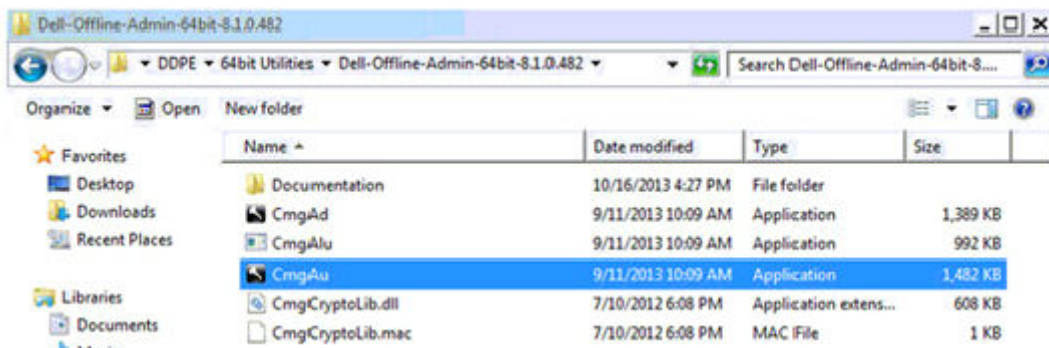 Dell-Offline-Admin-64bit-8.1.0.482
DDPE 64bit Utilities Dell-Offline-Admin-64bit-8.1.0.482 Search Dell-Offline-Admin-64bit-8....
Organize Open New folder
Name Date modified Type Size
Favorites
Desktop Documentation 10/16/2013 4:27 PM File folder
Downloads CmgAd 9/11/2013 10:09 AM Application 1,389 KB
Recent Places CmgAlu 9/11/2013 10:09 AM Application 992 KB
CmgAu 9/11/2013 10:09 AM Application 1,482 KB
Libraries CmgCryptoLib.dll 7/10/2012 6:08 PM Application extens... 608 KB
Documents CmgCryptoLib.mac 7/10/2012 6:08 PM MAC File 1 KB